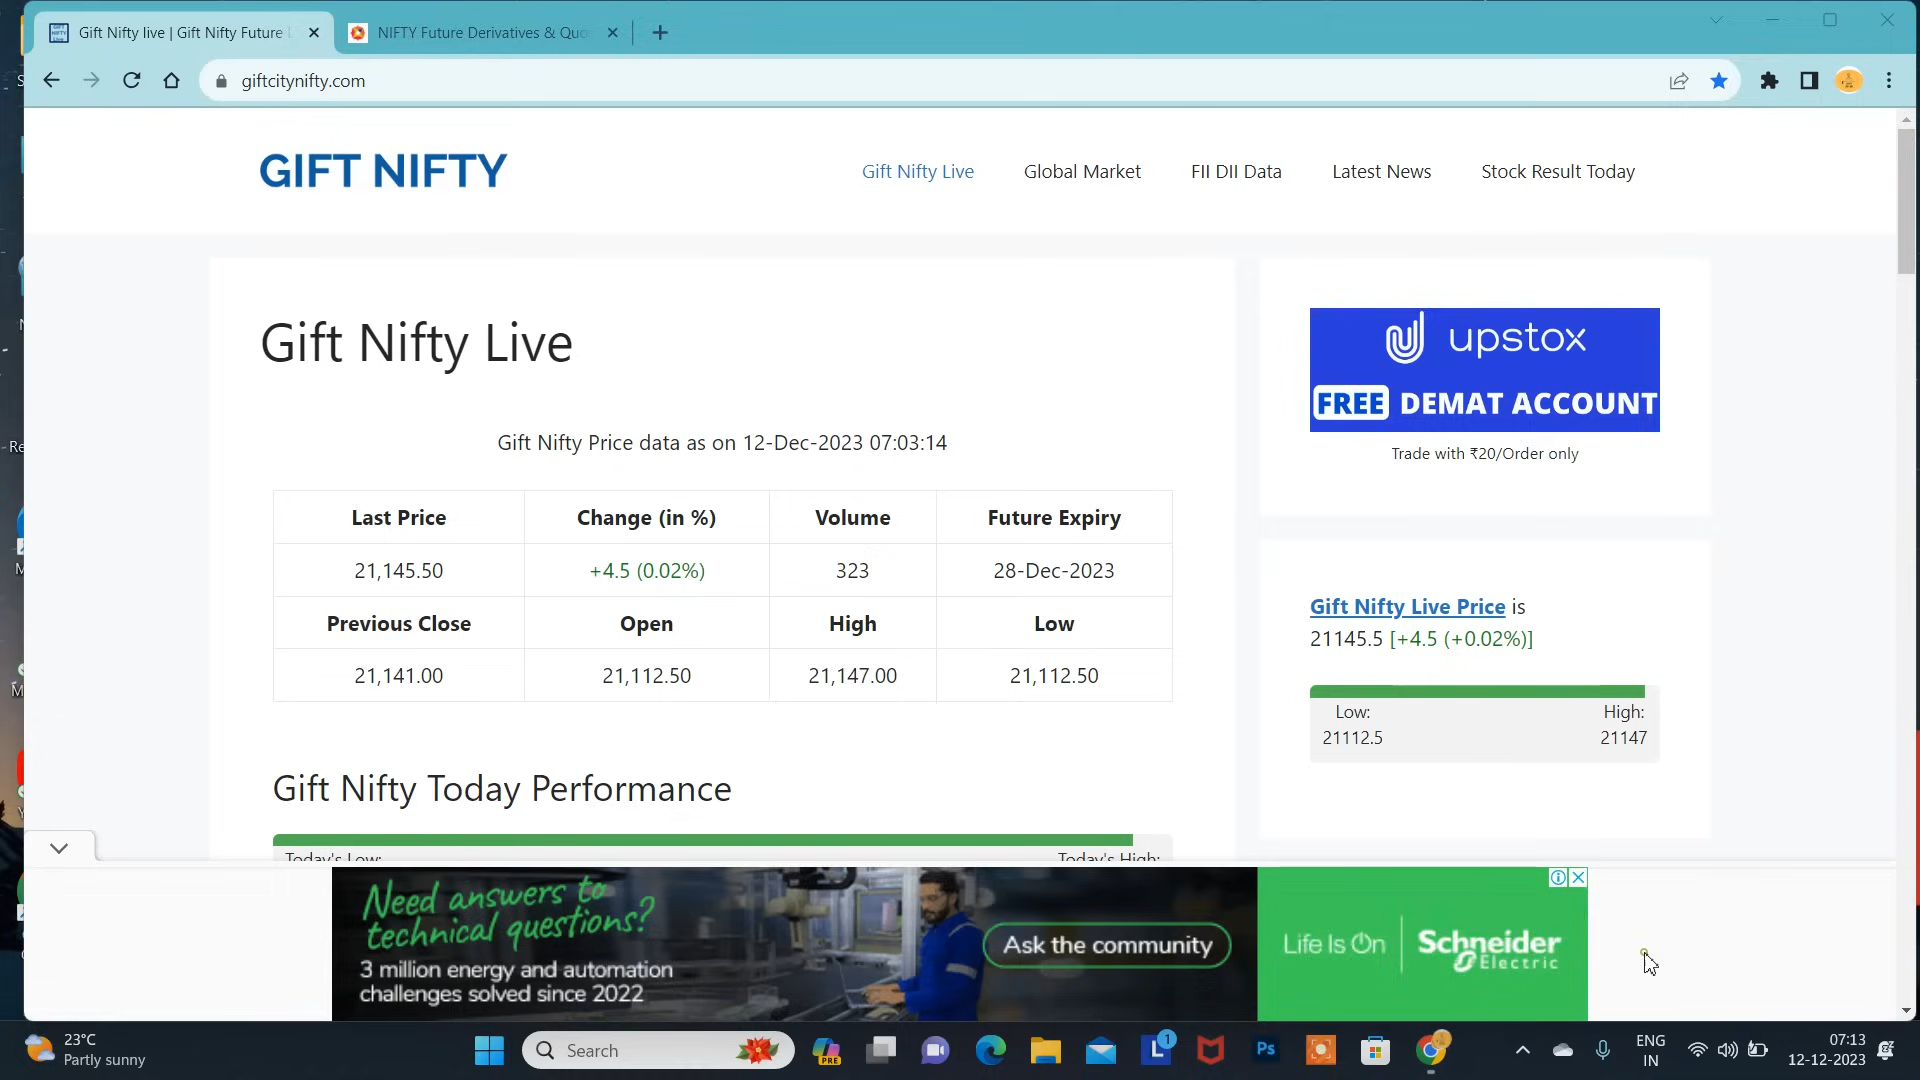 Gift Nifty live | Gift Nifty Future
NIFTY Future Derivatives & Quo
giftcitynifty.com
GIFT NIFTY
Gift Nifty Live
Global Market
FII DII Data
Latest News
Stock Result Today
Gift Nifty Live
Gift Nifty Price data as on 12-Dec-2023 07:03:14
Last Price Change (in %) Volume Future Expiry
21,145.50 +4.5 (0.02%) 323 28-Dec-2023
Previous Close Open High Low
21,141.00 21,112.50 21,147.00 21,112.50
Gift Nifty Today Performance
Today's Low: Today's High:
upstox
FREE DEMAT ACCOUNT
Trade with ₹20/Order only
Gift Nifty Live Price is
21145.5 [+4.5 (+0.02%)]
Low: High:
21112.5 21147
Need answers to
technical questions?
3 million energy and automation
challenges solved since 2022
Ask the community
Life Is On
Schneider
Electric
23°C
Partly sunny
Search
PRE
L
1
Ps
ENG
IN
07:13
12-12-2023